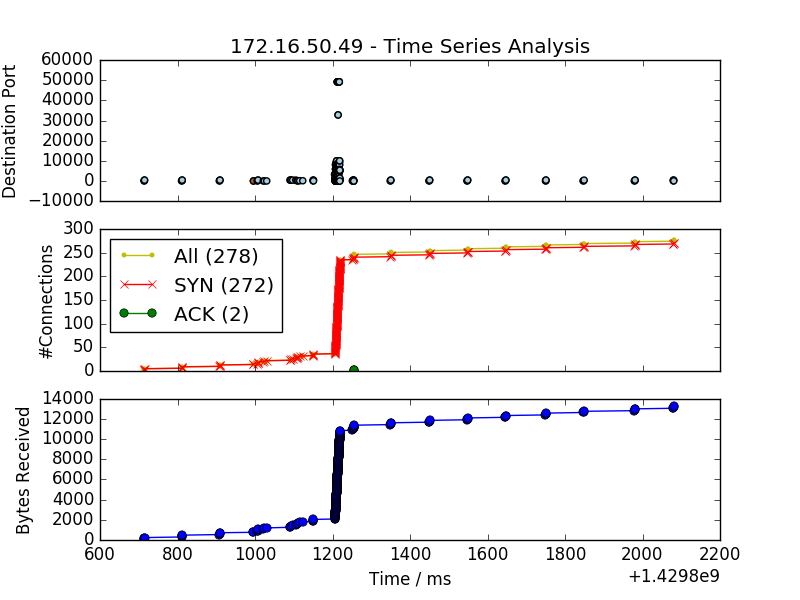 172.16.50.49 - Time Series Analysis
Destination Port
60000
50000
40000
30000
20000
10000
0
−10000
#Connections
300
250
200
150
100
50
0
All (278)
SYN (272)
ACK (2)
Bytes Received
14000
12000
10000
8000
6000
4000
2000
0
600 800 1000 1200 1400 1600 1800 2000 2200
Time / ms
+1.4298e9